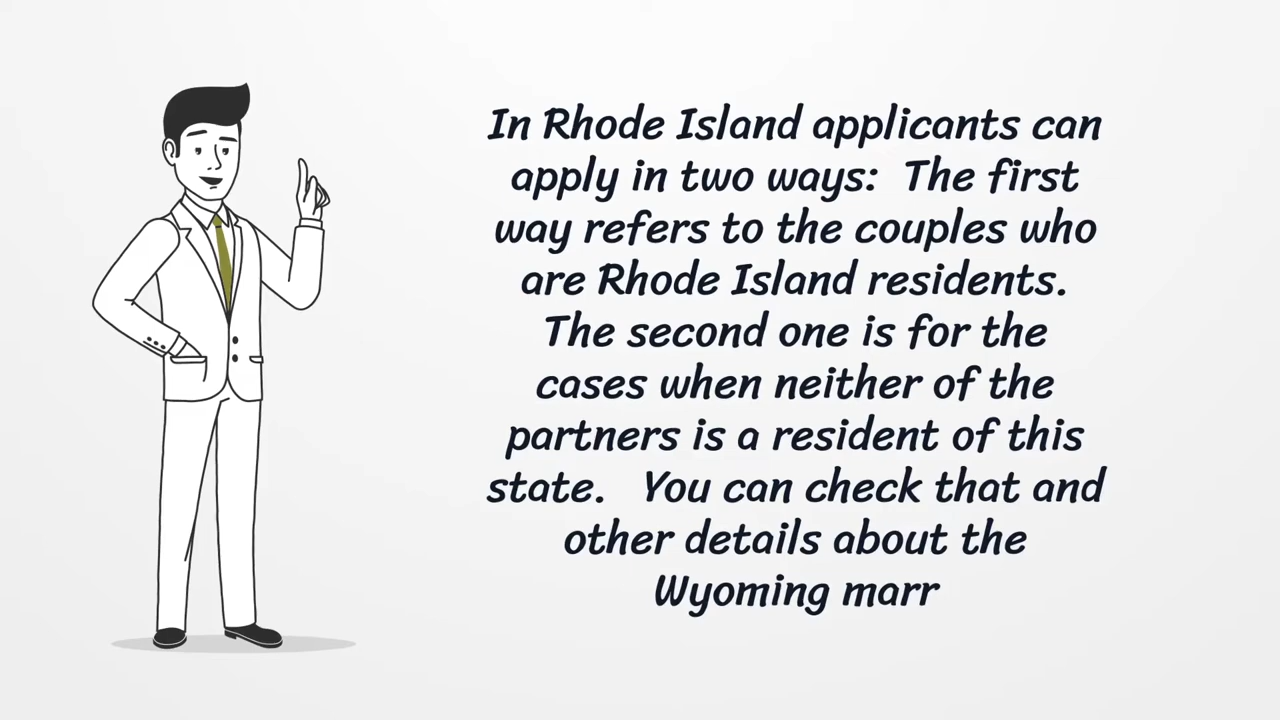 In Rhode Island applicants can
apply in two ways:  The first
way refers to the couples who
are Rhode Island residents.
The second one is for the
cases when neither of the
partners is a resident of this
state.   You can check that and
other details about the
Wyoming marr